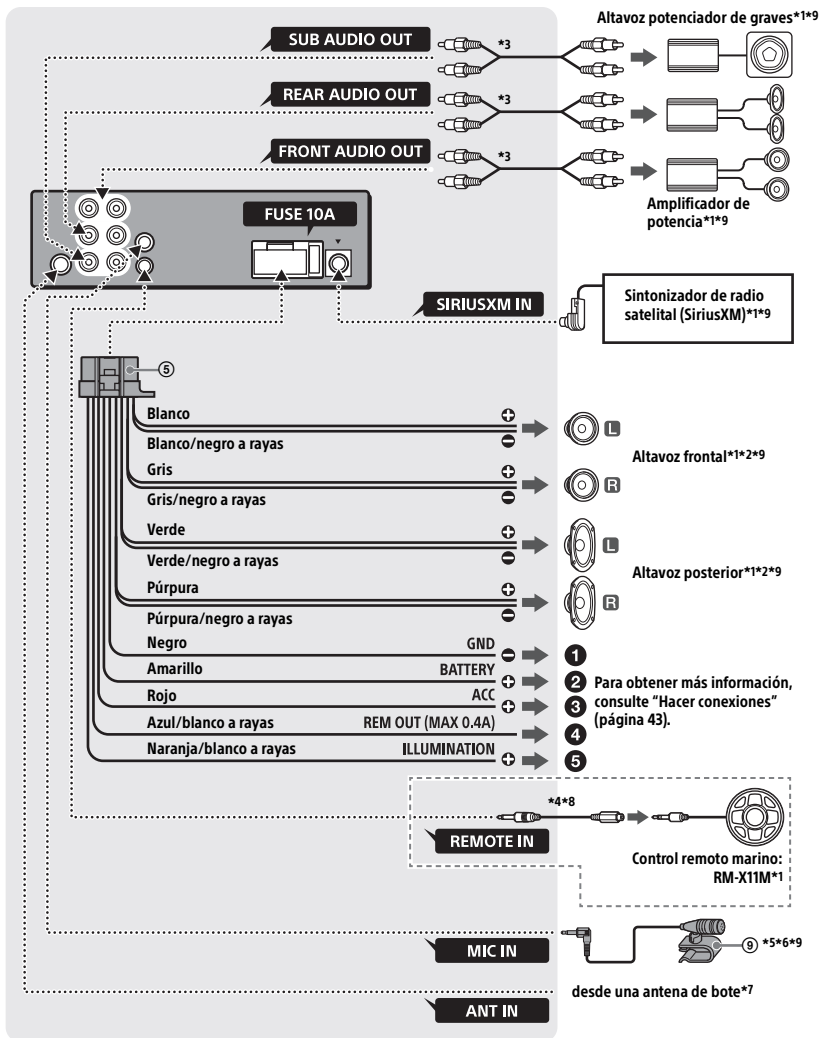 Altavoz potenciador de graves*1*9
SUB AUDIO OUT
*3
REAR AUDIO OUT
*3
FRONT AUDIO OUT
*3
Amplificador de
potencia*1*9
FUSE 10A
SIRIUSXM IN
Sintonizador de radio
satelital (SiriusXM)*1*9
⑤
Blanco
Blanco/negro a rayas
L
Gris
Gris/negro a rayas
R
Altavoz frontal*1*2*9
Verde
Verde/negro a rayas
L
Púrpura
Púrpura/negro a rayas
R
Altavoz posterior*1*2*9
Negro GND ❶
Amarillo BATTERY ❷
Rojo ACC ❸
Azul/blanco a rayas REM OUT (MAX 0.4A) ❹
Naranja/blanco a rayas ILLUMINATION ❺
Para obtener más información,
consulte “Hacer conexiones”
(página 43).
*4*8
REMOTE IN
Control remoto marino:
RM-X11M*1
MIC IN
⑨ *5*6*9
desde una antena de bote*7
ANT IN